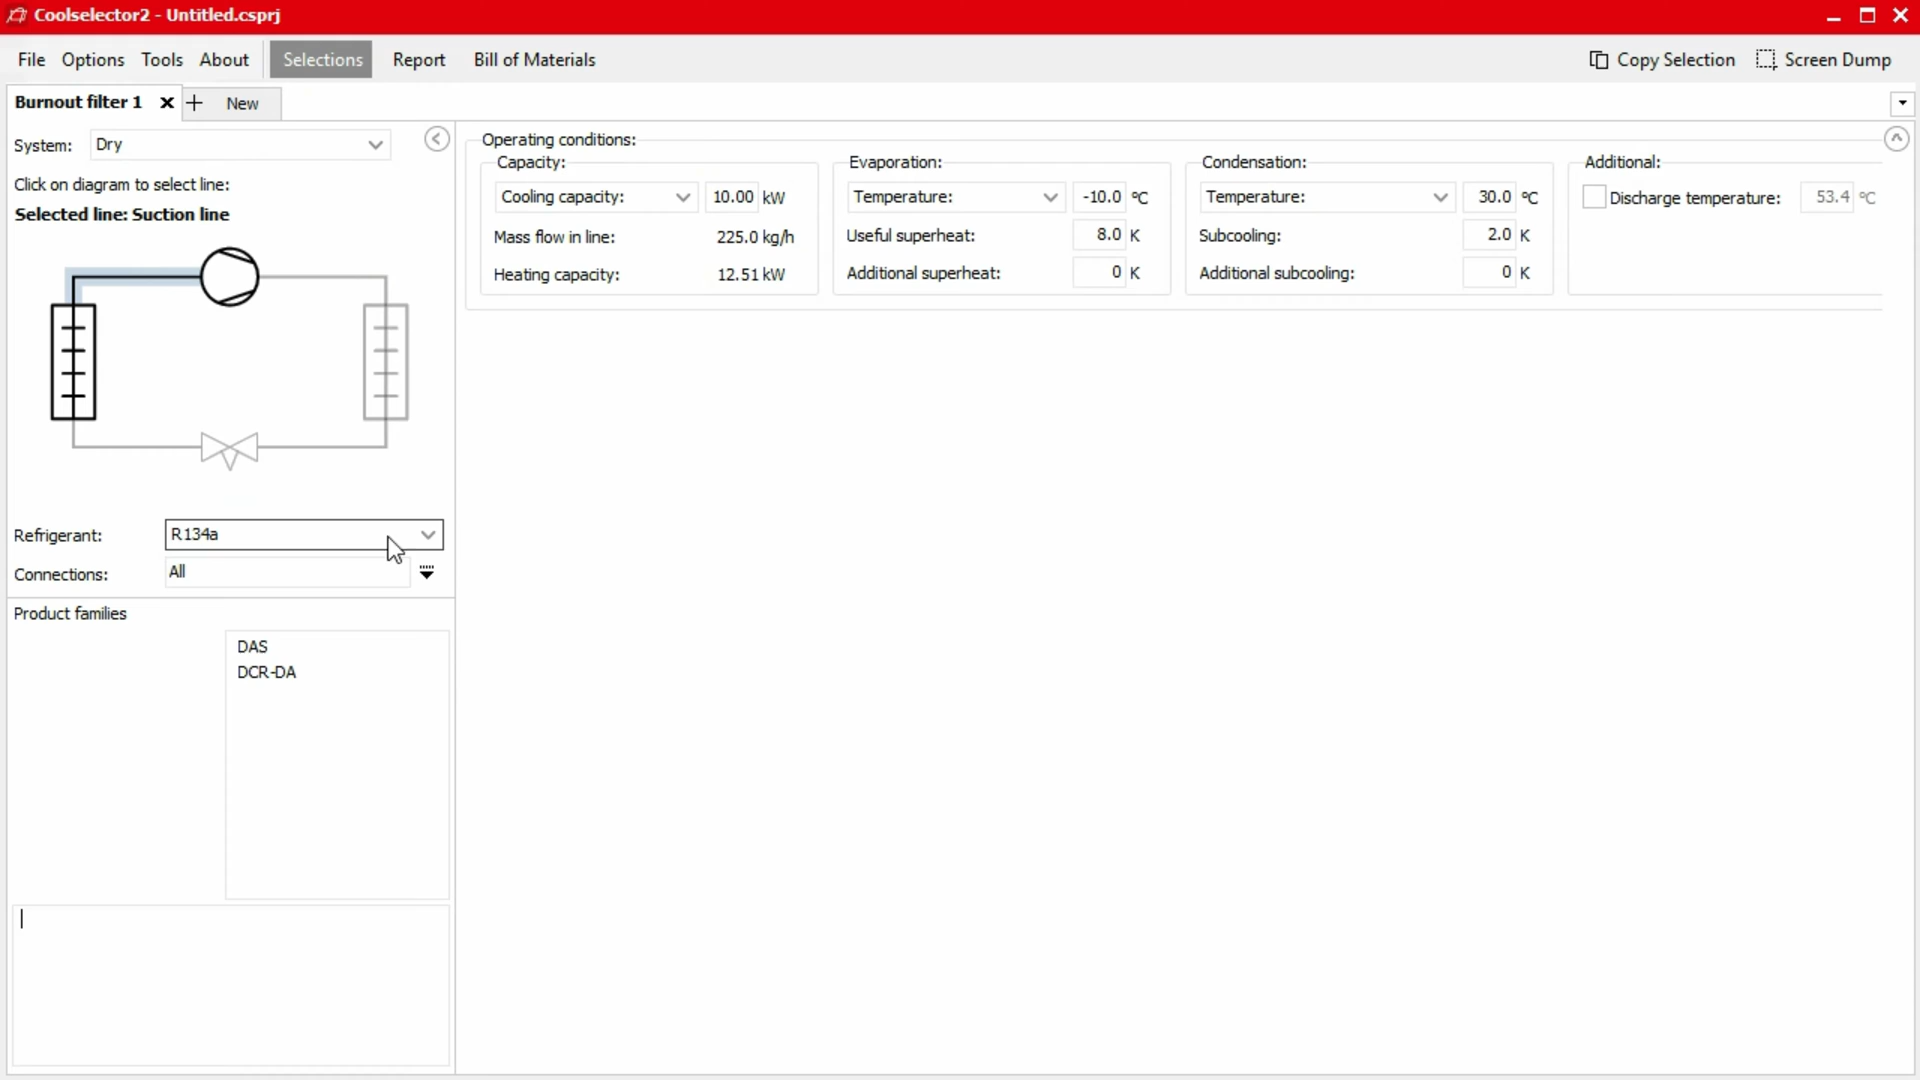 Coolselector2 - Untitled.csprj
File Options Tools About Selections Report Bill of Materials Copy Selection Screen Dump
Burnout filter 1 New
System: Dry
Click on diagram to select line:
Selected line: Suction line
Refrigerant: R134a
Connections: All
Product families
DAS
DCR-DA
Operating conditions:
Capacity:
Cooling capacity: 10.00 kW
Mass flow in line: 225.0 kg/h
Heating capacity: 12.51 kW
Evaporation:
Temperature: -10.0 °C
Useful superheat: 8.0 K
Additional superheat: 0 K
Condensation:
Temperature: 30.0 °C
Subcooling: 2.0 K
Additional subcooling: 0 K
Additional:
Discharge temperature: 53.4 °C